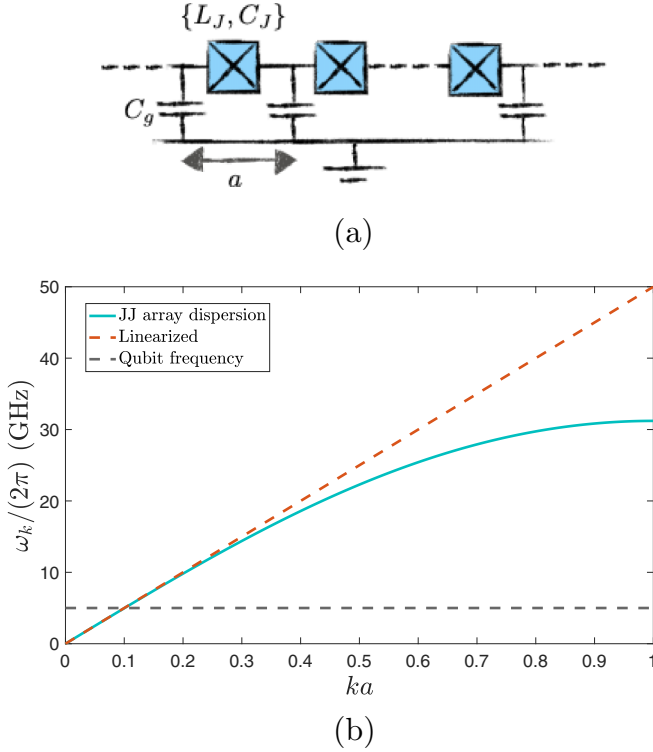 {L_J, C_J}
C_g
a
(a)
50
JJ array dispersion
Linearized
Qubit frequency
40
30
20
10
0
ω_k/(2π) (GHz)
0 0.1 0.2 0.3 0.4 0.5 0.6 0.7 0.8 0.9 1
ka
(b)